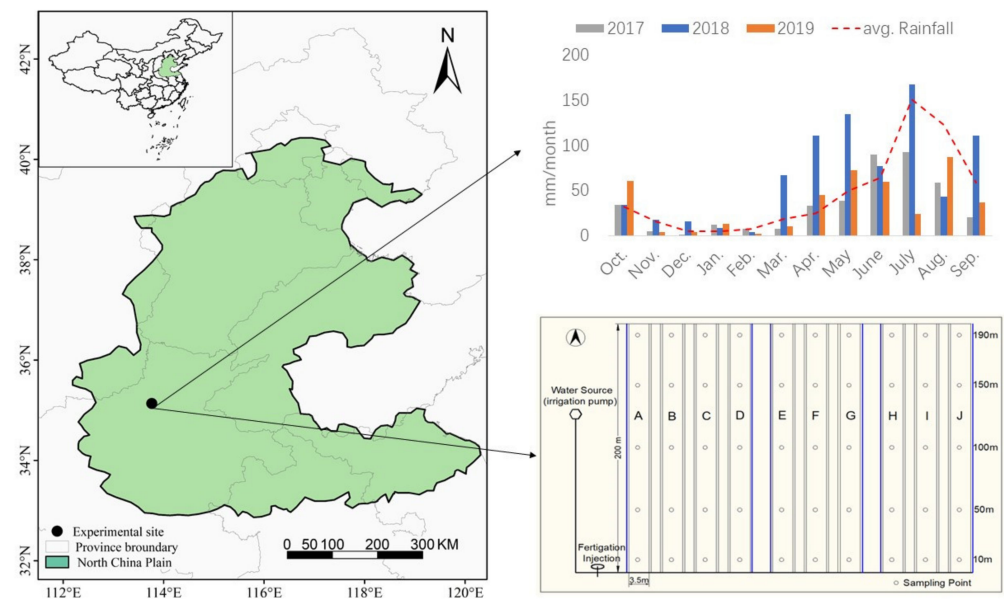 42°N
40°N
38°N
36°N
34°N
32°N
N
Experimental site
Province boundary
North China Plain
0 50 100 200 300 KM
112°E 114°E 116°E 118°E 120°E
2017 2018 2019 avg. Rainfall
mm/month
200
150
100
50
0
Oct. Nov. Dec. Jan. Feb. Mar. Apr. May June July Aug. Sep.
190m
150m
Water Source
(irrigation pump)
A B C D E F G H I J
200 m
100m
50m
Fertigation
Injection
10m
3.5m
Sampling Point